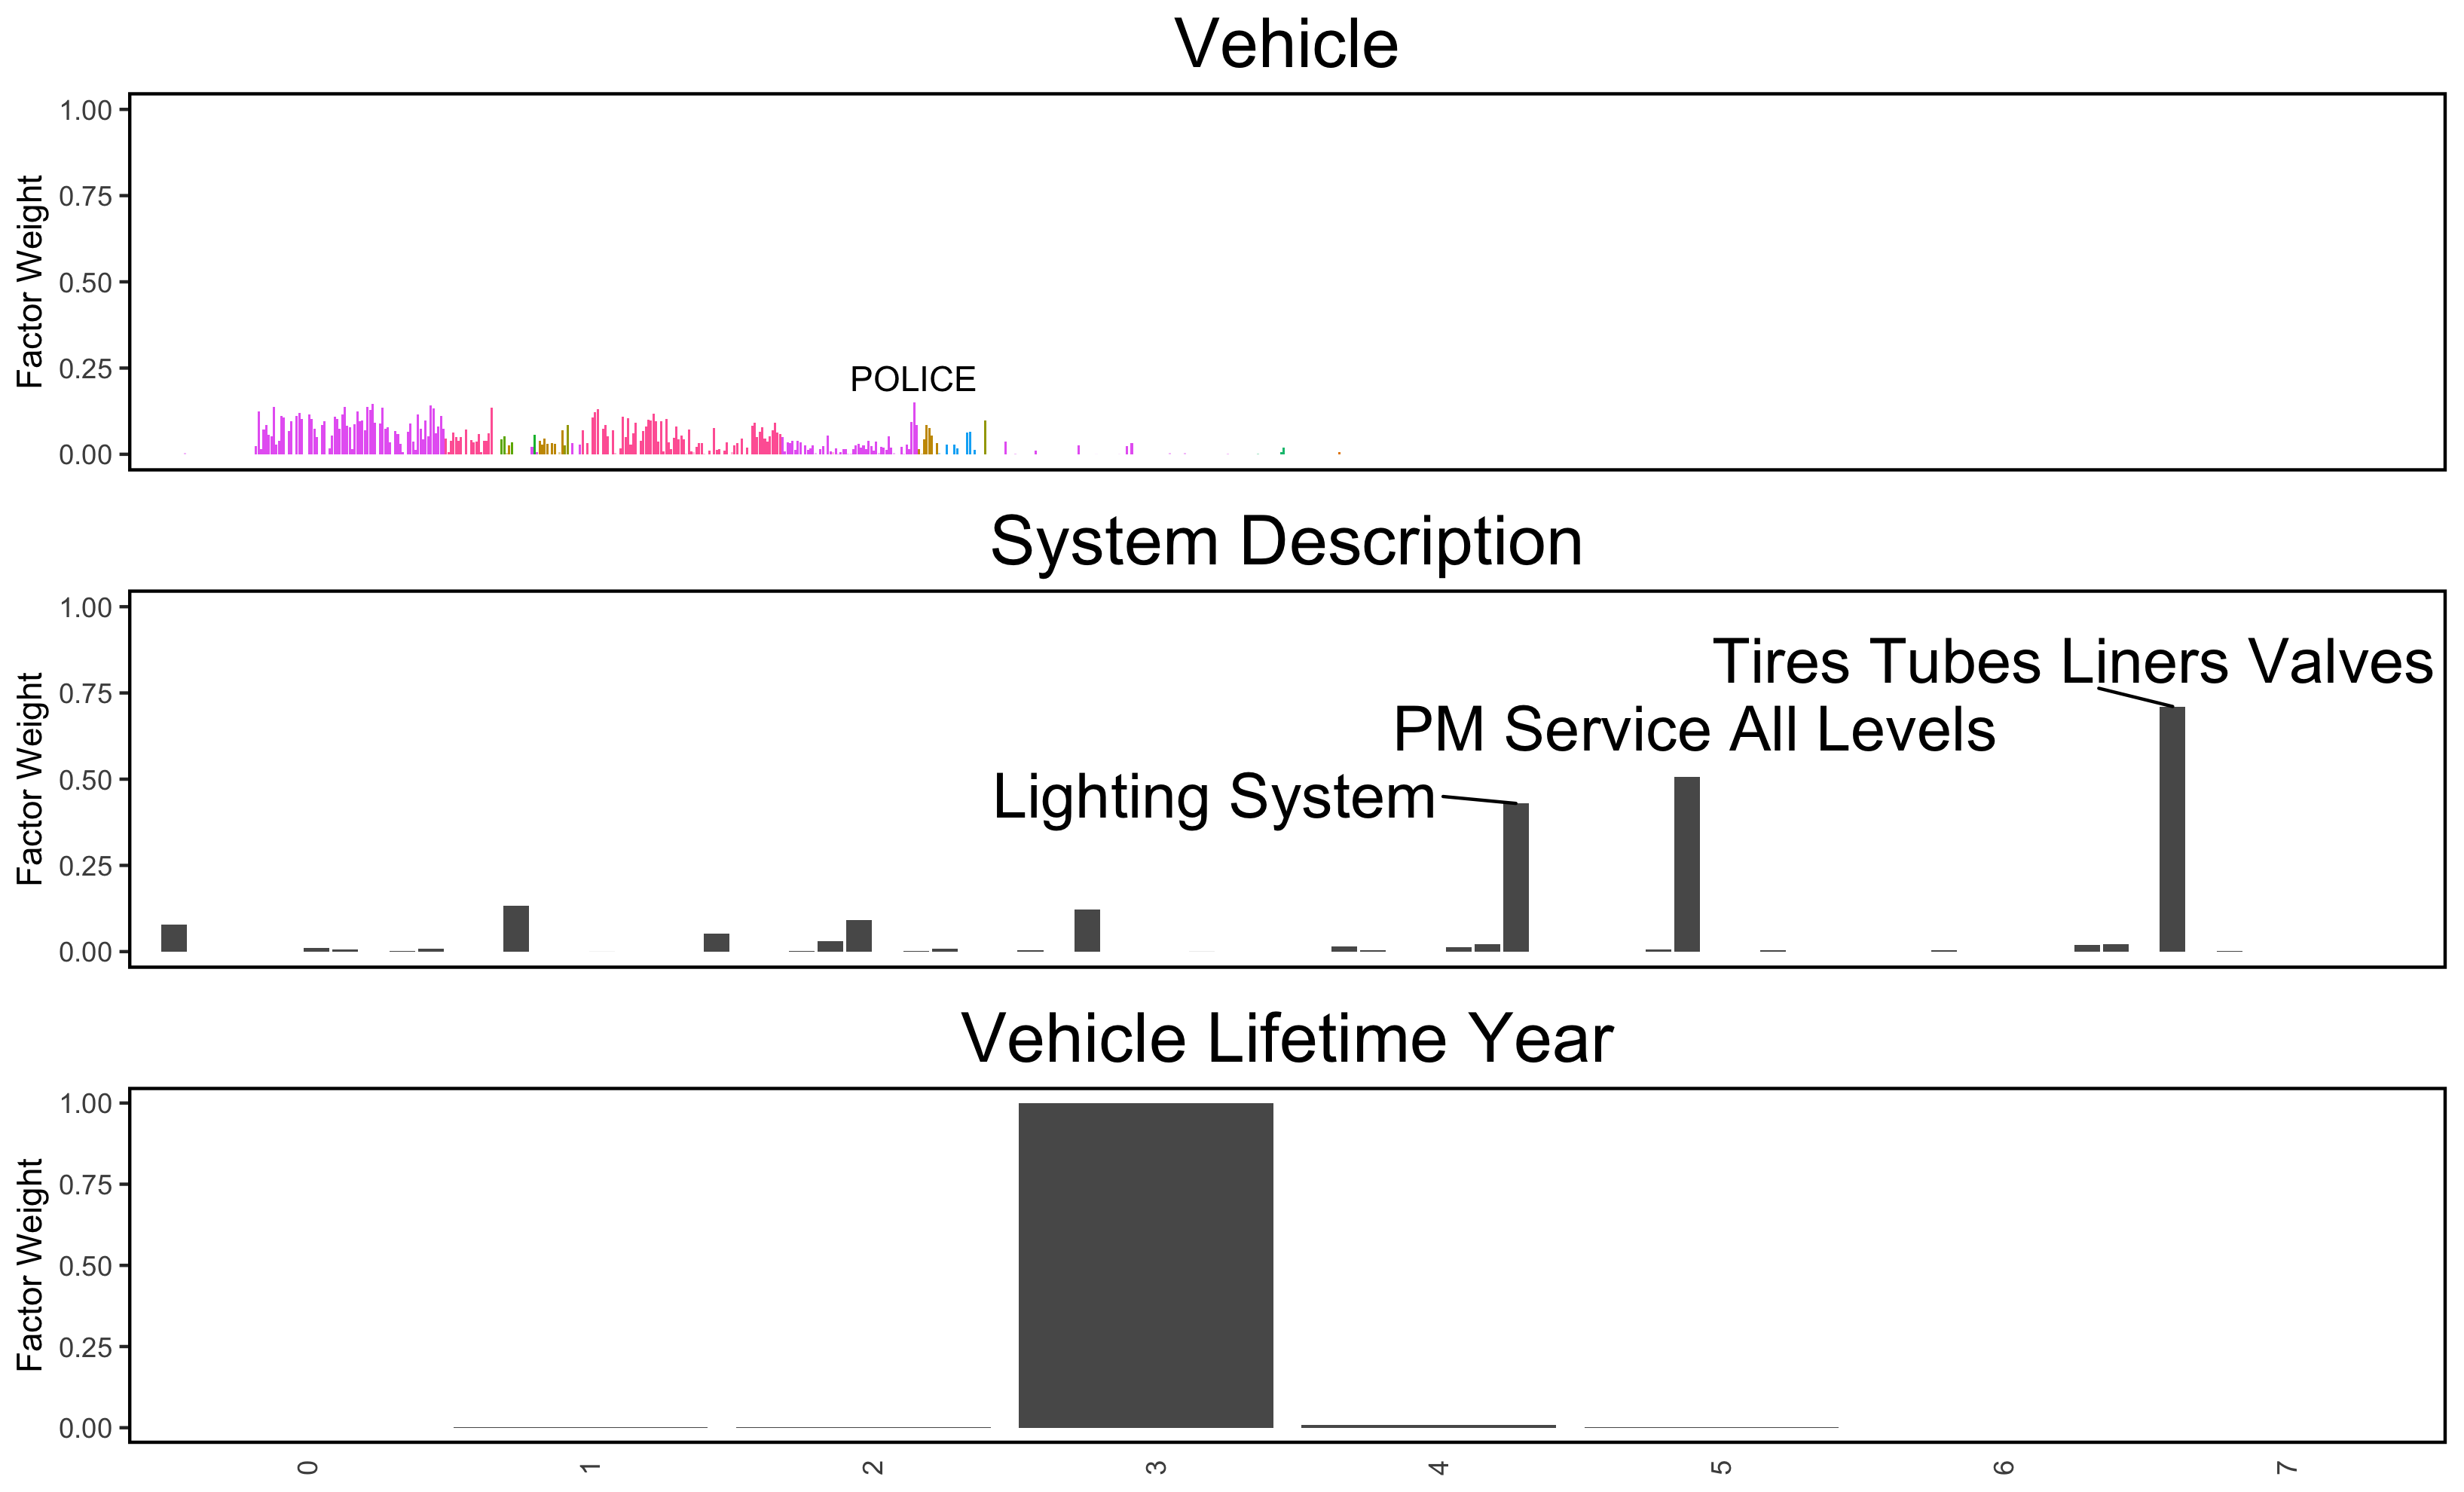 Vehicle
Factor Weight
1.00
0.75
0.50
0.25
0.00
POLICE
System Description
Factor Weight
1.00
0.75
0.50
0.25
0.00
Tires Tubes Liners Valves
PM Service All Levels
Lighting System
Vehicle Lifetime Year
Factor Weight
1.00
0.75
0.50
0.25
0.00
0 1 2 3 4 5 6 7